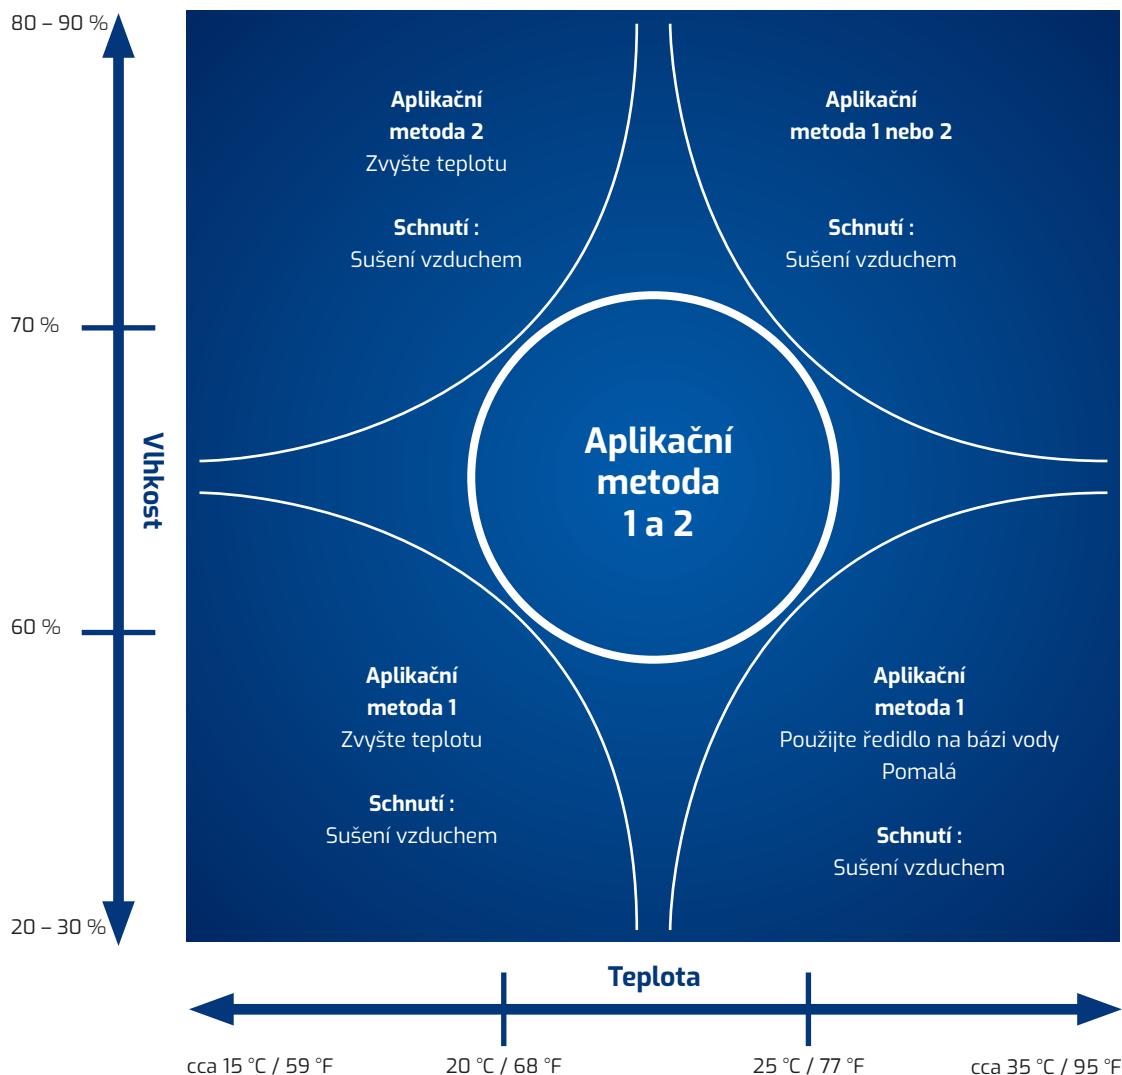 80 – 90 %
Aplikační
metoda 2
Zvyšte teplotu
Schnutí :
Sušení vzduchem
Aplikační
metoda 1 nebo 2
Schnutí :
Sušení vzduchem
70 %
Vlhkost
Aplikační
metoda
1 a 2
60 %
Aplikační
metoda 1
Zvyšte teplotu
Schnutí :
Sušení vzduchem
Aplikační
metoda 1
Použijte ředidlo na bázi vody
Pomalá
Schnutí :
Sušení vzduchem
20 – 30 %
Teplota
cca 15 °C / 59 °F
20 °C / 68 °F
25 °C / 77 °F
cca 35 °C / 95 °F